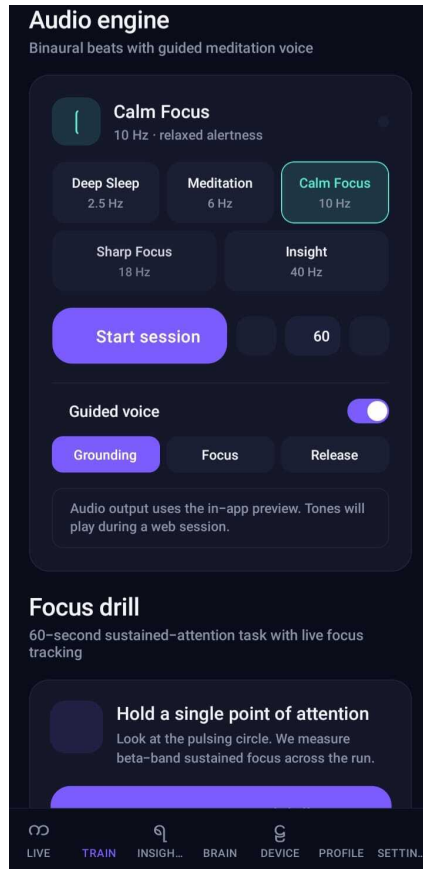 Audio engine
Binaural beats with guided meditation voice
Calm Focus
10 Hz · relaxed alertness
Deep Sleep
2.5 Hz
Meditation
6 Hz
Calm Focus
10 Hz
Sharp Focus
18 Hz
Insight
40 Hz
Start session
60
Guided voice
Grounding
Focus
Release
Audio output uses the in-app preview. Tones will
play during a web session.
Focus drill
60-second sustained-attention task with live focus
tracking
Hold a single point of attention
Look at the pulsing circle. We measure
beta-band sustained focus across the run.
LIVE
TRAIN
INSIGH...
BRAIN
DEVICE
PROFILE
SETTIN...